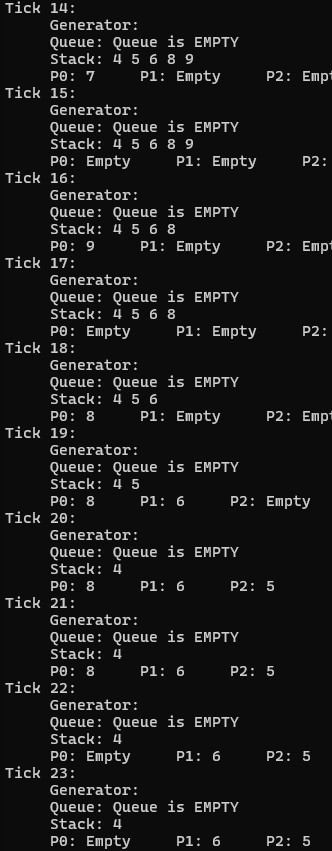 Tick 14:
Generator:
Queue: Queue is EMPTY
Stack: 4 5 6 8 9
P0: 7 P1: Empty P2: Empt
Tick 15:
Generator:
Queue: Queue is EMPTY
Stack: 4 5 6 8 9
P0: Empty P1: Empty P2:
Tick 16:
Generator:
Queue: Queue is EMPTY
Stack: 4 5 6 8
P0: 9 P1: Empty P2: Empt
Tick 17:
Generator:
Queue: Queue is EMPTY
Stack: 4 5 6 8
P0: Empty P1: Empty P2:
Tick 18:
Generator:
Queue: Queue is EMPTY
Stack: 4 5 6
P0: 8 P1: Empty P2: Empt
Tick 19:
Generator:
Queue: Queue is EMPTY
Stack: 4 5
P0: 8 P1: 6 P2: Empty
Tick 20:
Generator:
Queue: Queue is EMPTY
Stack: 4
P0: 8 P1: 6 P2: 5
Tick 21:
Generator:
Queue: Queue is EMPTY
Stack: 4
P0: 8 P1: 6 P2: 5
Tick 22:
Generator:
Queue: Queue is EMPTY
Stack: 4
P0: Empty P1: 6 P2: 5
Tick 23:
Generator:
Queue: Queue is EMPTY
Stack: 4
P0: Empty P1: 6 P2: 5